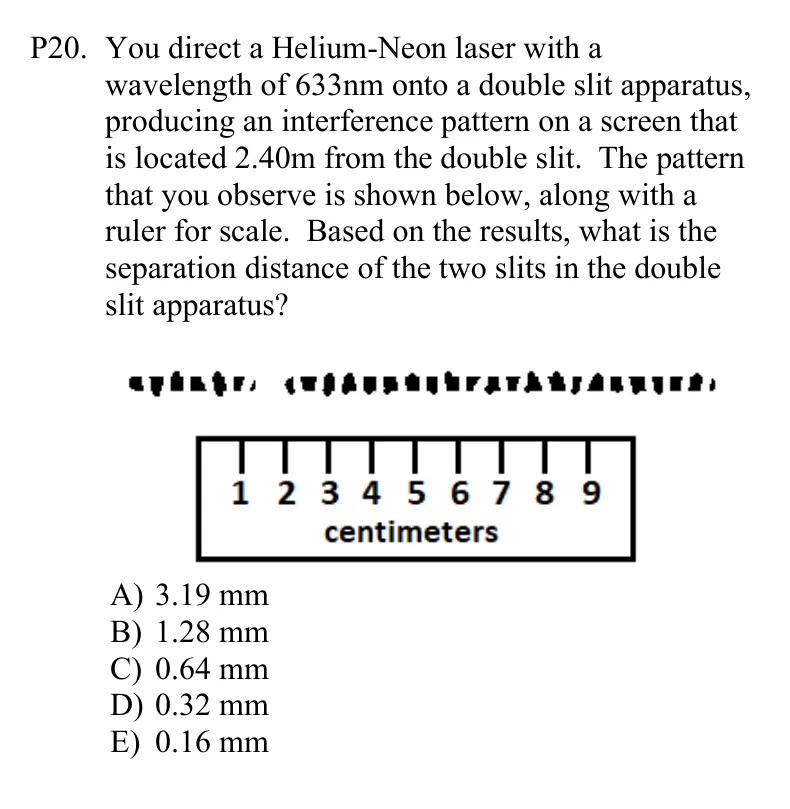 P20. You direct a Helium-Neon laser with a
wavelength of 633nm onto a double slit apparatus,
producing an interference pattern on a screen that
is located 2.40m from the double slit. The pattern
that you observe is shown below, along with a
ruler for scale. Based on the results, what is the
separation distance of the two slits in the double
slit apparatus?
1 2 3 4 5 6 7 8 9
centimeters
A) 3.19 mm
B) 1.28 mm
C) 0.64 mm
D) 0.32 mm
E) 0.16 mm